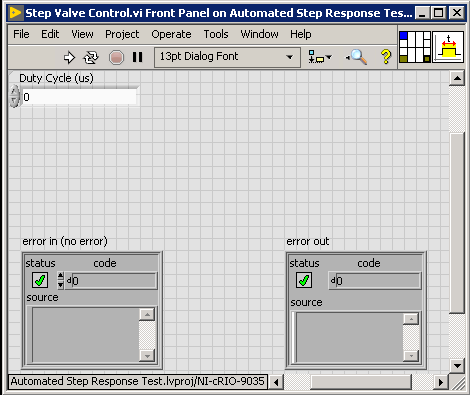 Step Valve Control.vi Front Panel on Automated Step Response Tes...
File Edit View Project Operate Tools Window Help
13pt Dialog Font
Duty Cycle (us)
0
error in (no error)
error out
status code
d0
source
status code
d0
source
Automated Step Response Test.lvproj/NI-cRIO-9035